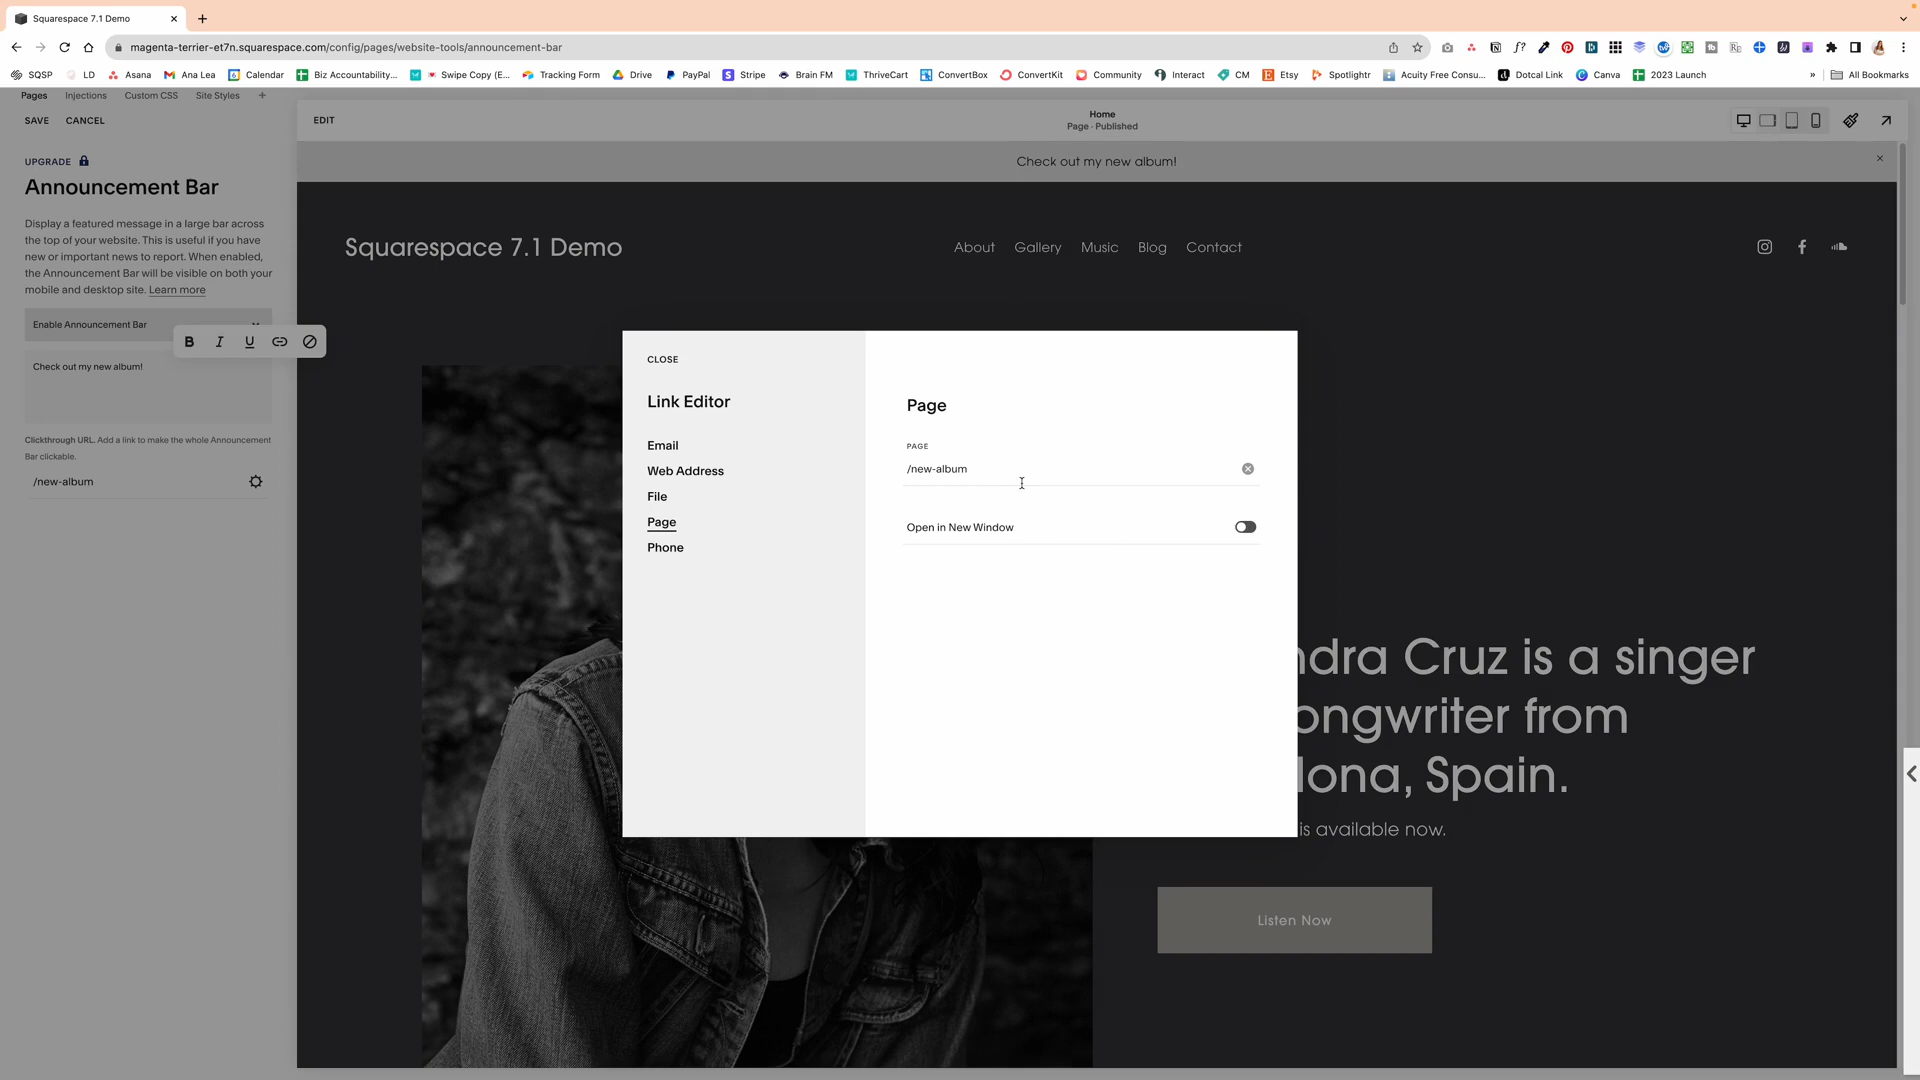 Squarespace 7.1 Demo
magenta-terrier-et7n.squarespace.com/config/pages/website-tools/announcement-bar
SQSP LD Asana Ana Lea Calendar Biz Accountability... Swipe Copy (E... Tracking Form Drive PayPal Stripe Brain FM ThriveCart ConvertBox ConvertKit Community Interact CM Etsy Spotlightr Acuity Free Consu... Dotcal Link Canva 2023 Launch » All Bookmarks
Pages Injections Custom CSS Site Styles +
SAVE CANCEL
UPGRADE
Announcement Bar
Display a featured message in a large bar across
the top of your website. This is useful if you have
new or important news to report. When enabled,
the Announcement Bar will be visible on both your
mobile and desktop site. Learn more
Enable Announcement Bar
B I U
Check out my new album!
Clickthrough URL. Add a link to make the whole Announcement
Bar clickable.
/new-album
EDIT
Home
Page · Published
Check out my new album!
Squarespace 7.1 Demo
About Gallery Music Blog Contact
CLOSE
Link Editor
Email
Web Address
File
Page
Phone
Page
PAGE
/new-album
Open in New Window
ndra Cruz is a singer
ongwriter from
lona, Spain.
is available now.
Listen Now